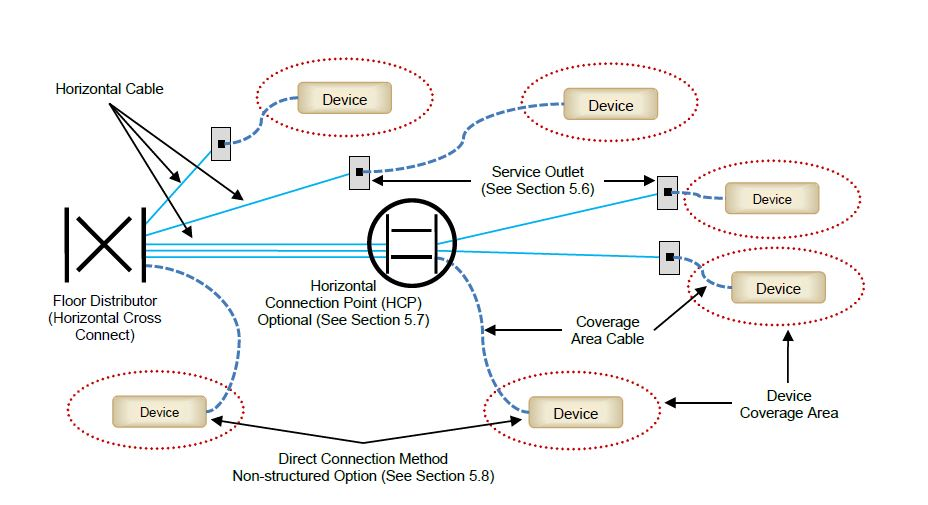 Horizontal Cable
Device
Device
Service Outlet
(See Section 5.6)
Device
Floor Distributor
(Horizontal Cross
Connect)
Horizontal
Connection Point (HCP)
Optional (See Section 5.7)
Device
Coverage
Area Cable
Device
Device
Device
Coverage Area
Direct Connection Method
Non-structured Option (See Section 5.8)